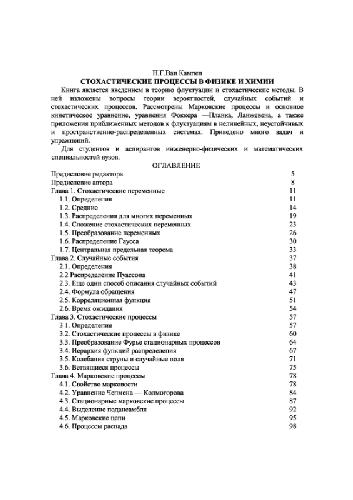 Н.Г.Ван Кампен
СТОХАСТИЧЕСКИЕ ПРОЦЕССЫ В ФИЗИКЕ И ХИМИИ
Книга является введением в теорию флуктуации и стохастические методы. В
ней изложены вопросы теории вероятностей, случайных событий и
стохастических процессов. Рассмотрены Марковские процессы и основное
кинетическое уравнение, уравнения Фоккера —Планка, Ланжевена, а также
приложения приближенных методов к флуктуациям в нелинейных, неустойчивых
и пространственно-распределенных системах. Приведено много задач и
упражнений.
Для студентов и аспирантов инженерно-физических и математических
специальностей вузов.
ОГЛАВЛЕНИЕ
Предисловие редактора 5
Предисловие автора 8
Глава 1. Стохастические переменные 11
1.1. Определения 11
1.2. Средние 14
1.3. Распределения для многих переменных 19
1.4. Сложение стохастических переменных 23
1.5. Преобразование переменных 26
1.6. Распределение Гаусса 30
1.7. Центральная предельная теорема 33
Глава 2. Случайные события 37
2.1. Определения 38
2.2 Распределение Пуассона 41
2.3. Еще один способ описания случайных событий 43
2.4. Формула обращения 47
2.5. Корреляционная функция 51
2.6. Время ожидания 54
Глава 3. Стохастические процессы 57
3.1. Определения 57
3.2. Стохастические процессы в физике 60
3.3. Преобразование Фурье стационарных процессов 64
3.4. Иерархия функций распределения 67
3.5. Колебания струны и случайные поля 71
3.6. Ветвящиеся процессы 75
Глава 4. Марковские процессы 78
4.1. Свойство марковости 78
4.2. Уравнение Чепмена — Колмогорова 84
4.3. Стационарные марковские процессы 87
4.4. Выделение подансамбля 92
4.5. Марковские цепи 95
4.6. Процессы распада 98